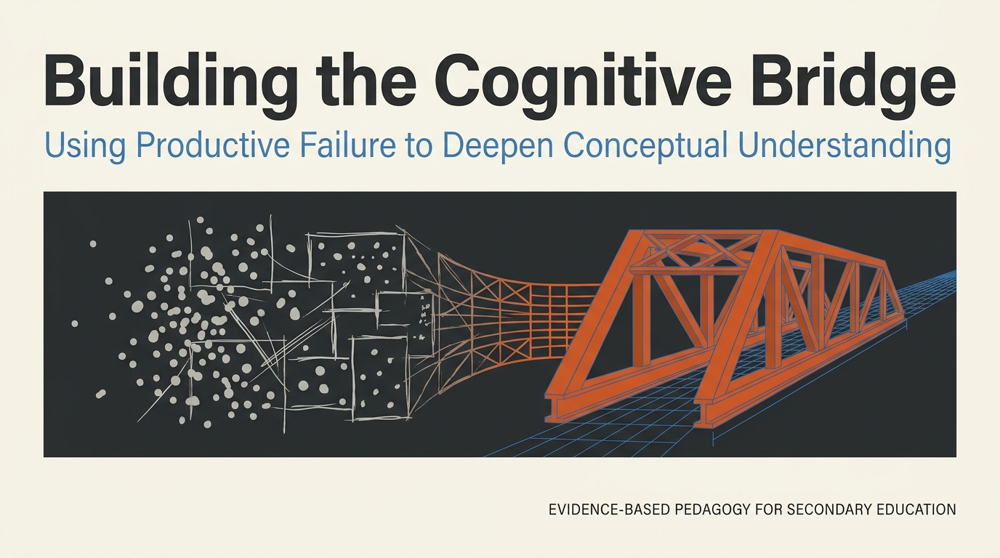 Building the Cognitive Bridge
Using Productive Failure to Deepen Conceptual Understanding
EVIDENCE-BASED PEDAGOGY FOR SECONDARY EDUCATION